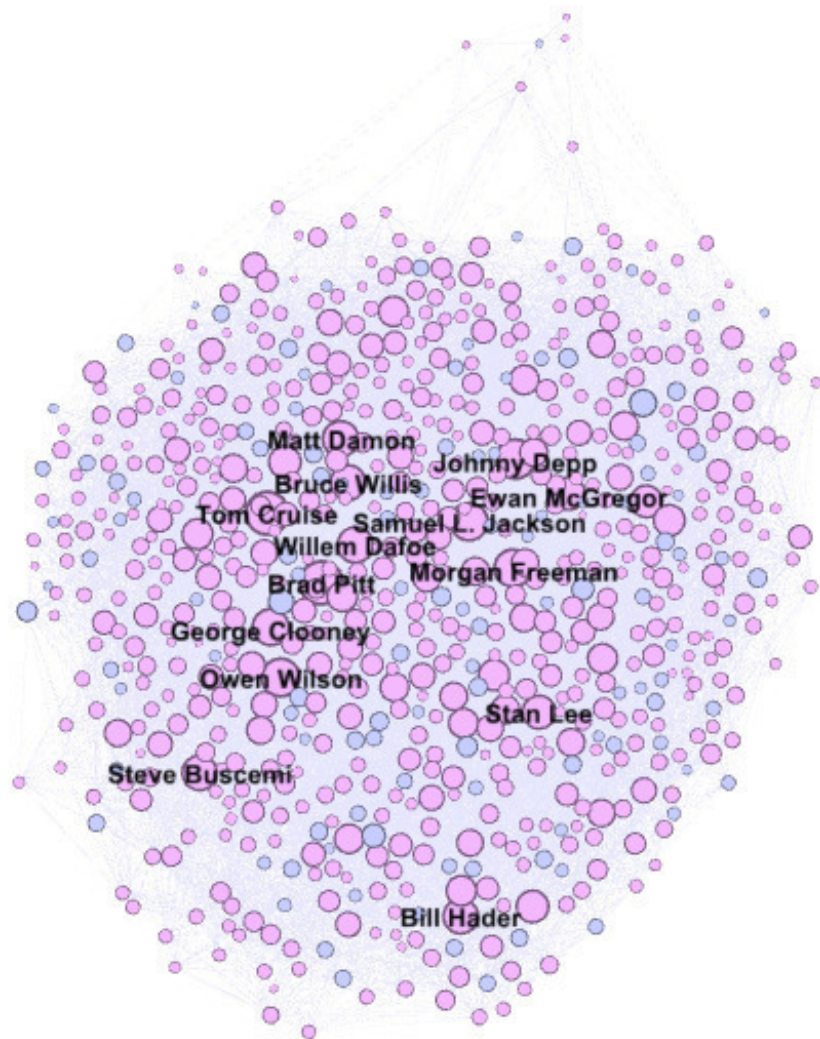 Matt Damon
Johnny Depp
Bruce Willis
Ewan McGregor
Tom Cruise
Samuel L. Jackson
Willem Dafoe
Brad Pitt
Morgan Freeman
George Clooney
Owen Wilson
Stan Lee
Steve Buscemi
Bill Hader